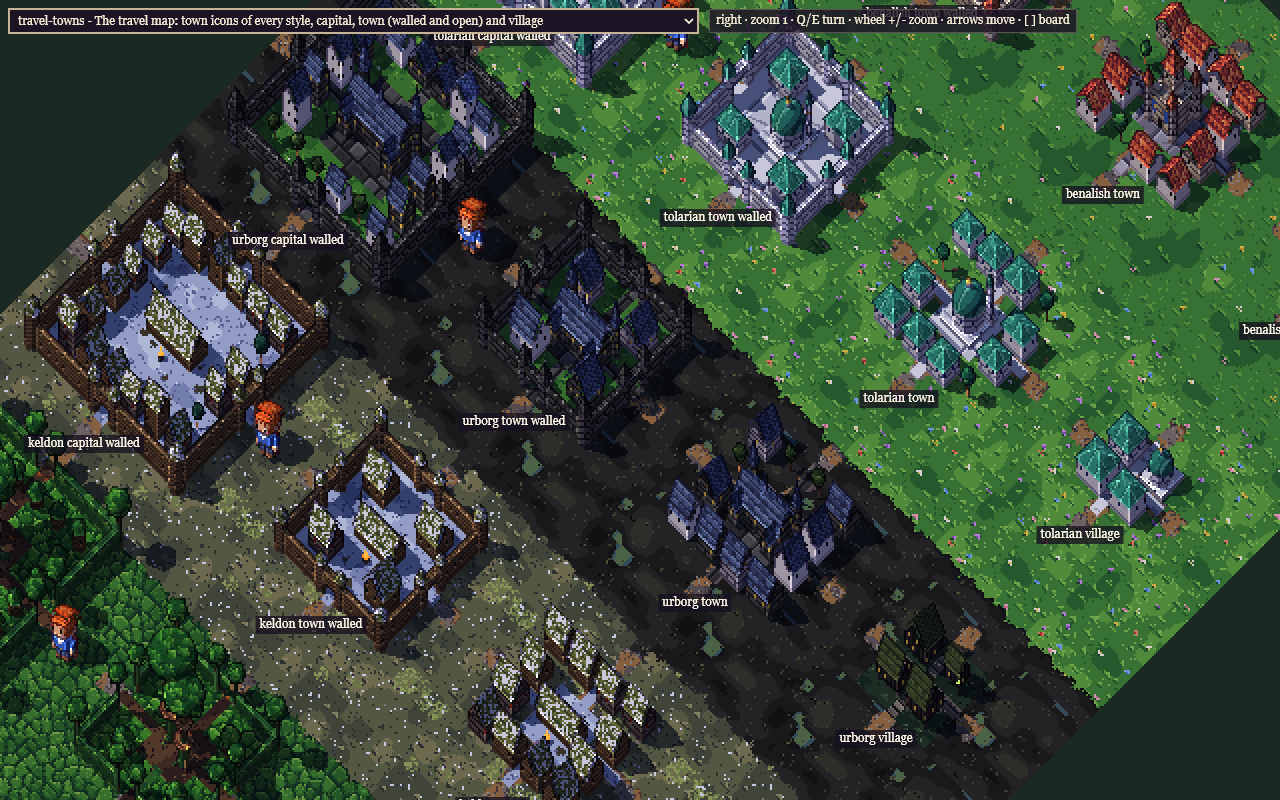 travel-towns - The travel map: town icons of every style, capital, town (walled and open) and village
right · zoom 1 · Q/E turn · wheel +/- zoom · arrows move · [ ] board
tolarian capital walled
benalish town
tolarian town walled
urborg capital walled
benalis
tolarian town
urborg town walled
keldon capital walled
tolarian village
urborg town
keldon town walled
urborg village